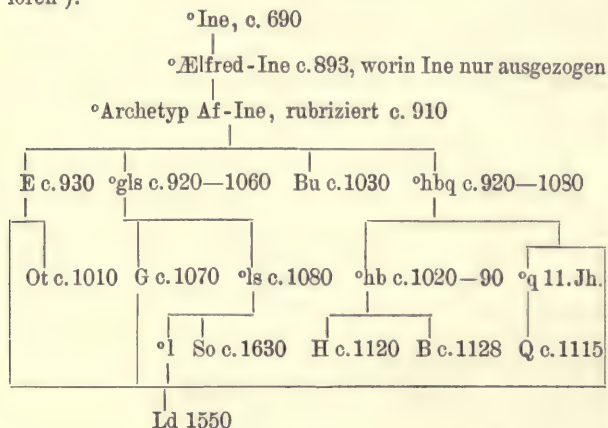 loren ).
°Ine, c. 690
°Ælfred-Ine c. 893, worin Ine nur ausgezogen
°Archetyp Af-Ine, rubriziert c. 910
E c. 930 °gls c. 920—1060 Bu c. 1030 °hbq c. 920—1080
Ot c. 1010 G c. 1070 °ls c. 1080 °hb c. 1020—90 °q 11. Jh.
°l So c. 1630 H c. 1120 B c. 1128 Q c. 1115
Ld 1550